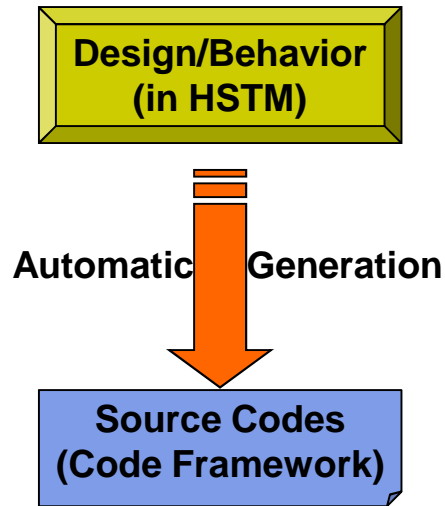 Design/Behavior
(in HSTM)
Automatic Generation
Source Codes
(Code Framework)